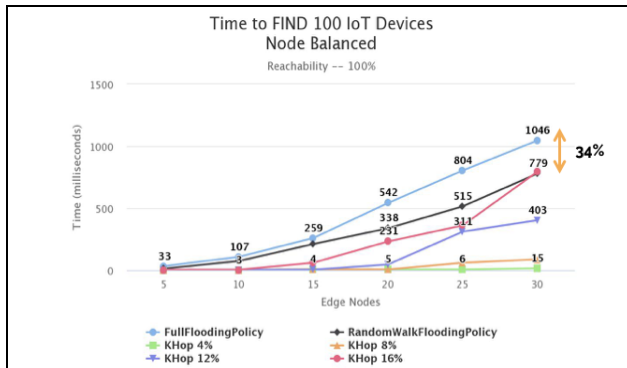 Time to FIND 100 IoT Devices
Node Balanced
Reachability -- 100%
1500
1000
500
0
Time (milliseconds)
33
107
259
542
804
1046
338
515
779
231
311
403
3
4
5
6
15
34%
5
10
15
20
25
30
Edge Nodes
FullFloodingPolicy
RandomWalkFloodingPolicy
KHop 4%
KHop 8%
KHop 12%
KHop 16%